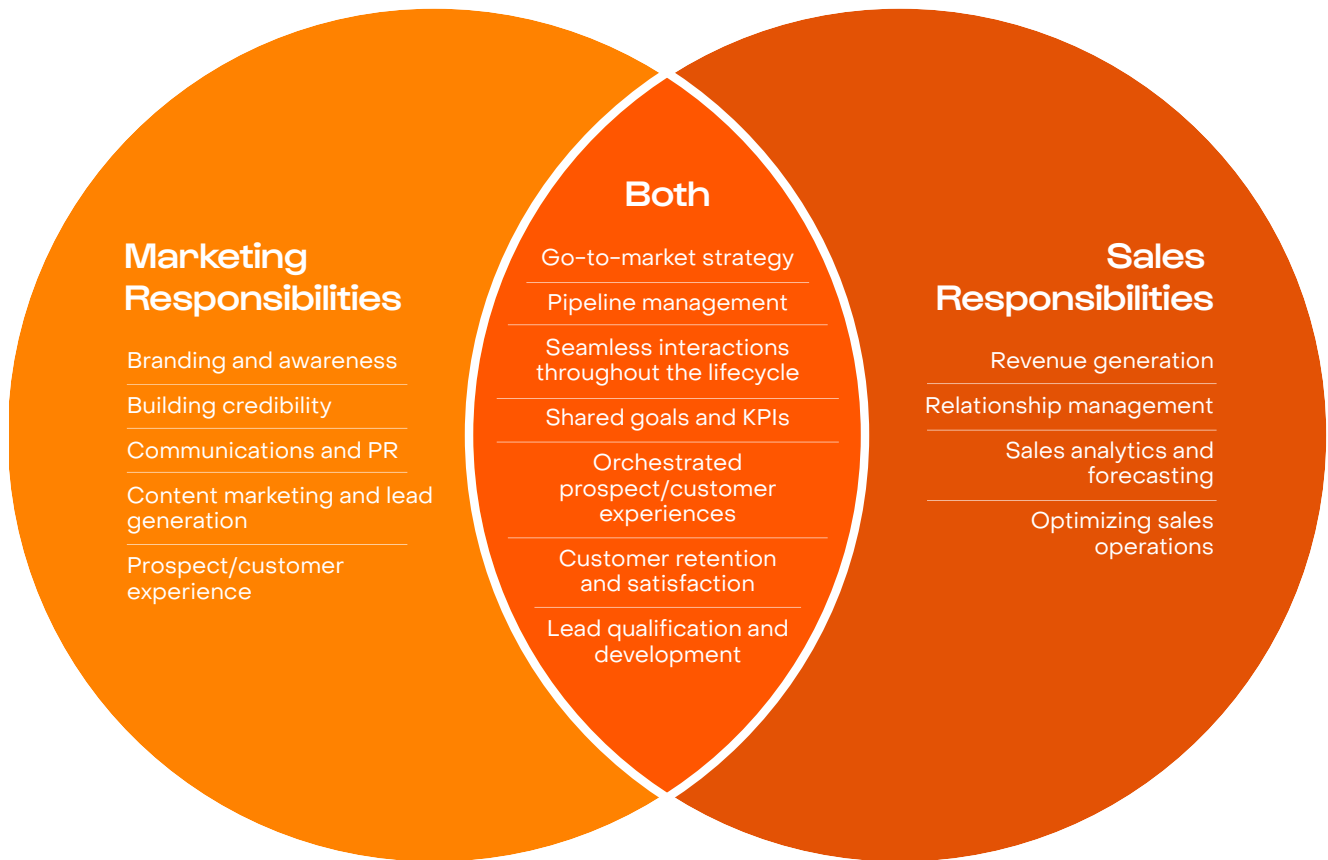 Marketing
Responsibilities
Branding and awareness
Building credibility
Communications and PR
Content marketing and lead
generation
Prospect/customer
experience
Both
Go-to-market strategy
Pipeline management
Seamless interactions
throughout the lifecycle
Shared goals and KPIs
Orchestrated
prospect/customer
experiences
Customer retention
and satisfaction
Lead qualification and
development
Sales
Responsibilities
Revenue generation
Relationship management
Sales analytics and
forecasting
Optimizing sales
operations